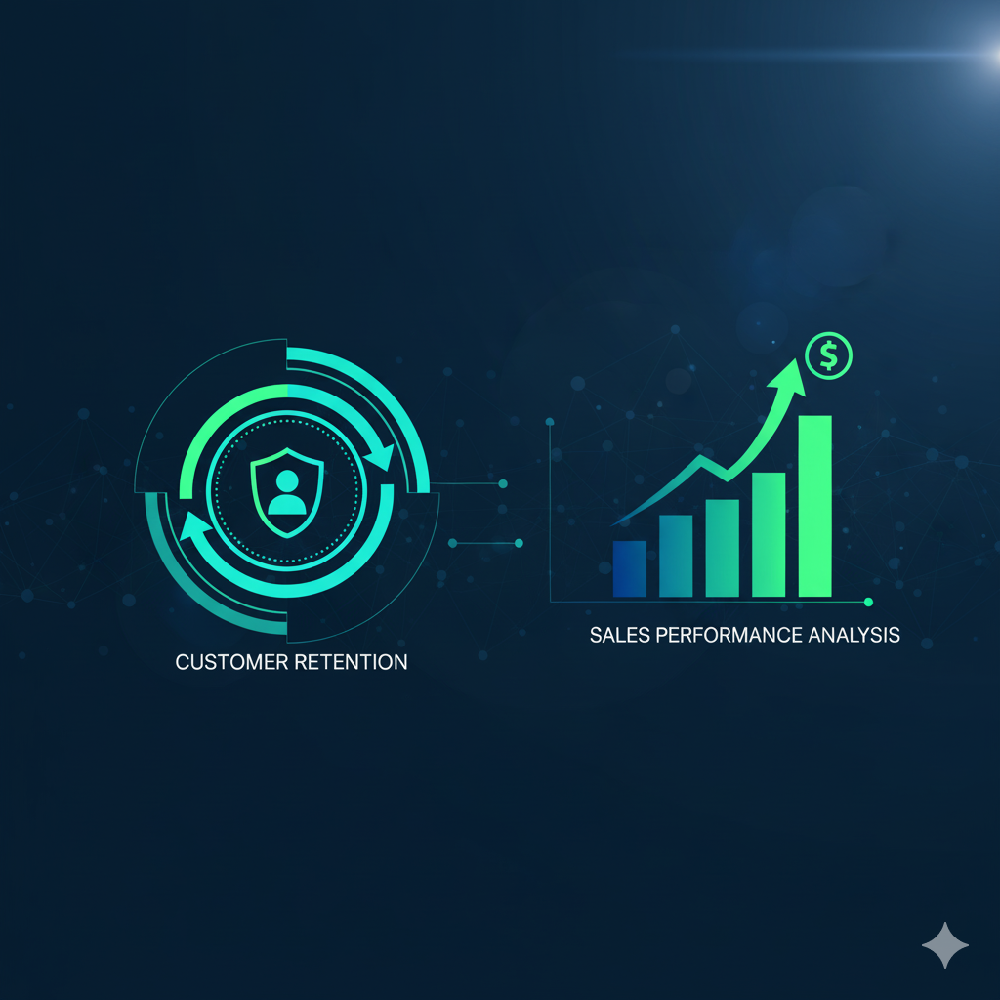 $
CUSTOMER RETENTION
SALES PERFORMANCE ANALYSIS